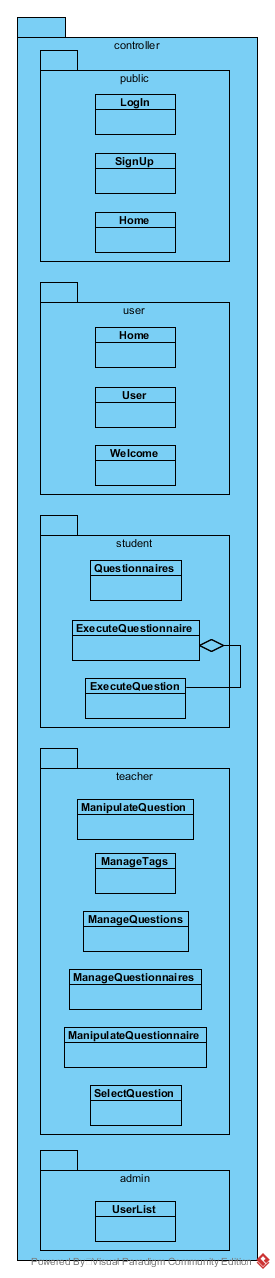 controller
public
LogIn
SignUp
Home
user
Home
User
Welcome
student
Questionnaires
ExecuteQuestionnaire
ExecuteQuestion
teacher
ManipulateQuestion
ManageTags
ManageQuestions
ManageQuestionnaires
ManipulateQuestionnaire
SelectQuestion
admin
UserList
Powered By Visual Paradigm Community Edition